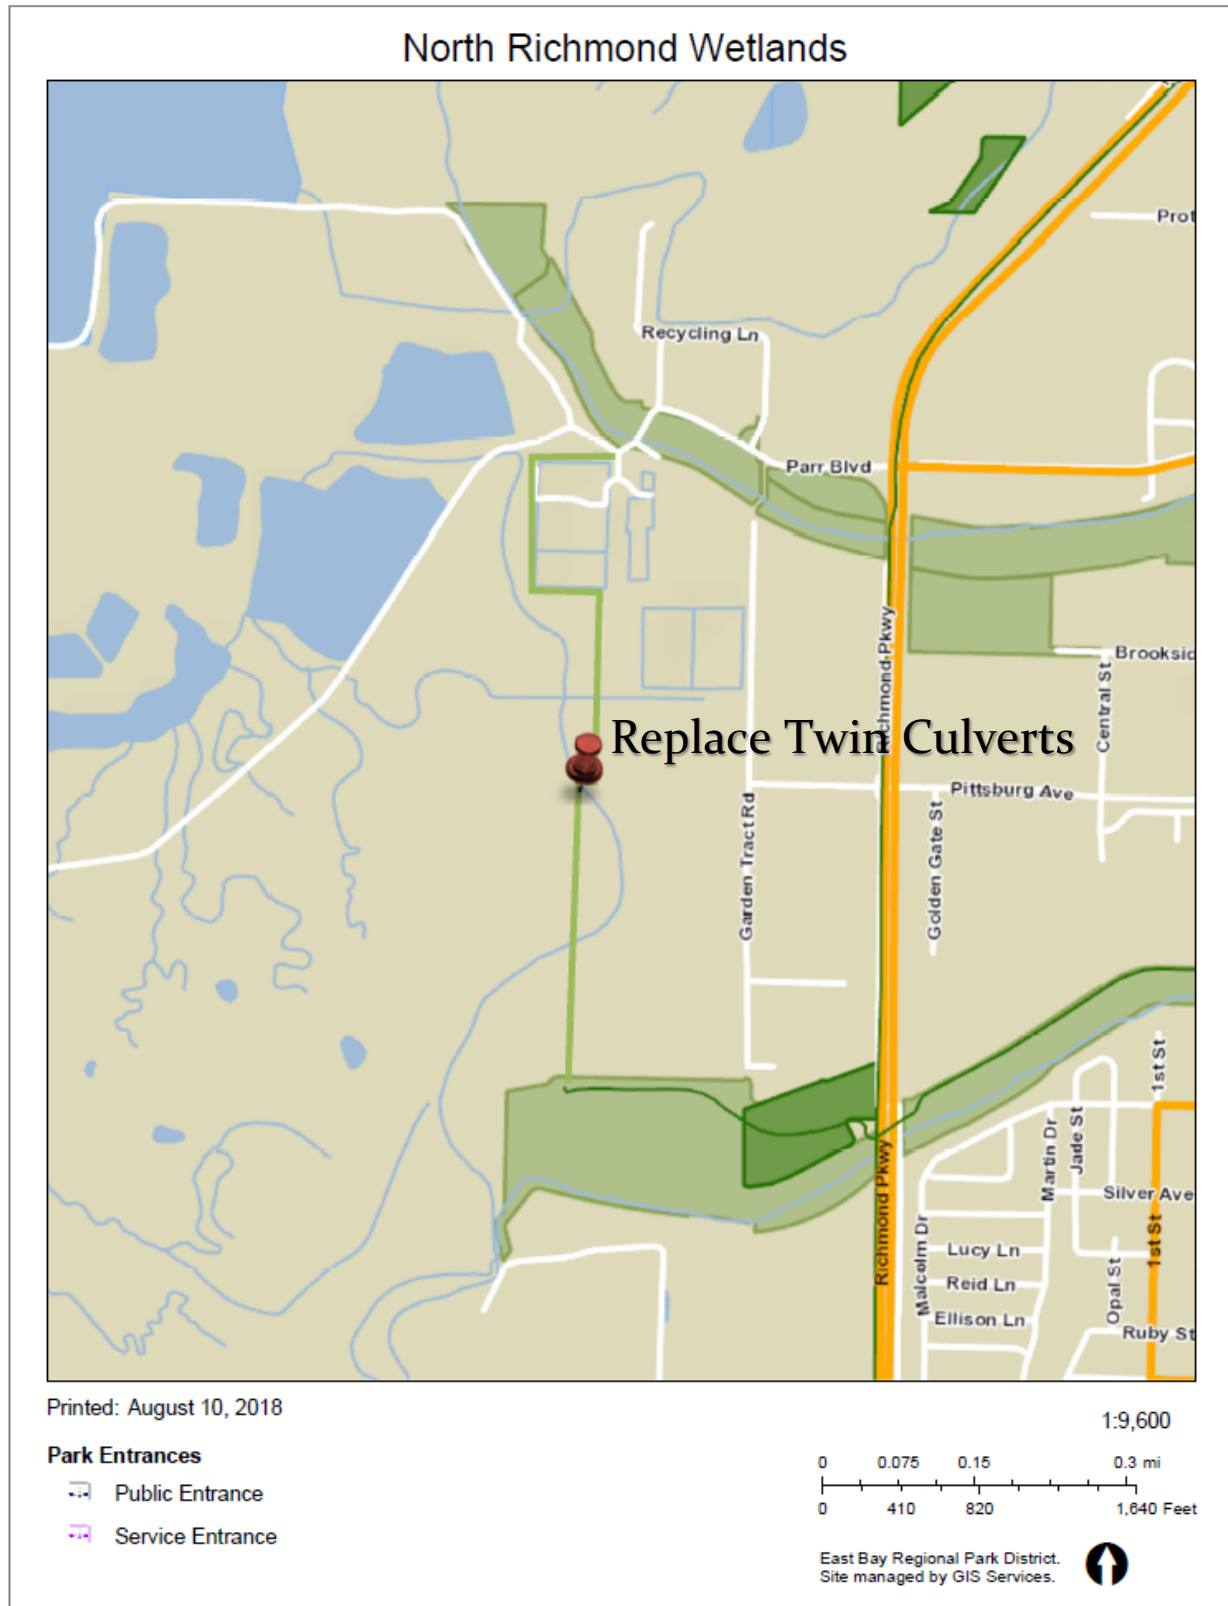 North Richmond Wetlands
Prot
Recycling Ln
Parr Blvd
Richmond Pkwy
Brooksid
Central St
Replace Twin Culverts
Pittsburg Ave
Garden Tract Rd
Golden Gate St
1st St
Jade St
Martin Dr
Richmond Pkwy
Silver Ave
1st St
Malcolm Dr
Lucy Ln
Opal St
Reid Ln
Ellison Ln
Ruby St
Printed: August 10, 2018
1:9,600
Park Entrances
Public Entrance
Service Entrance
0 0.075 0.15 0.3 mi
0 410 820 1,640 Feet
East Bay Regional Park District.
Site managed by GIS Services.